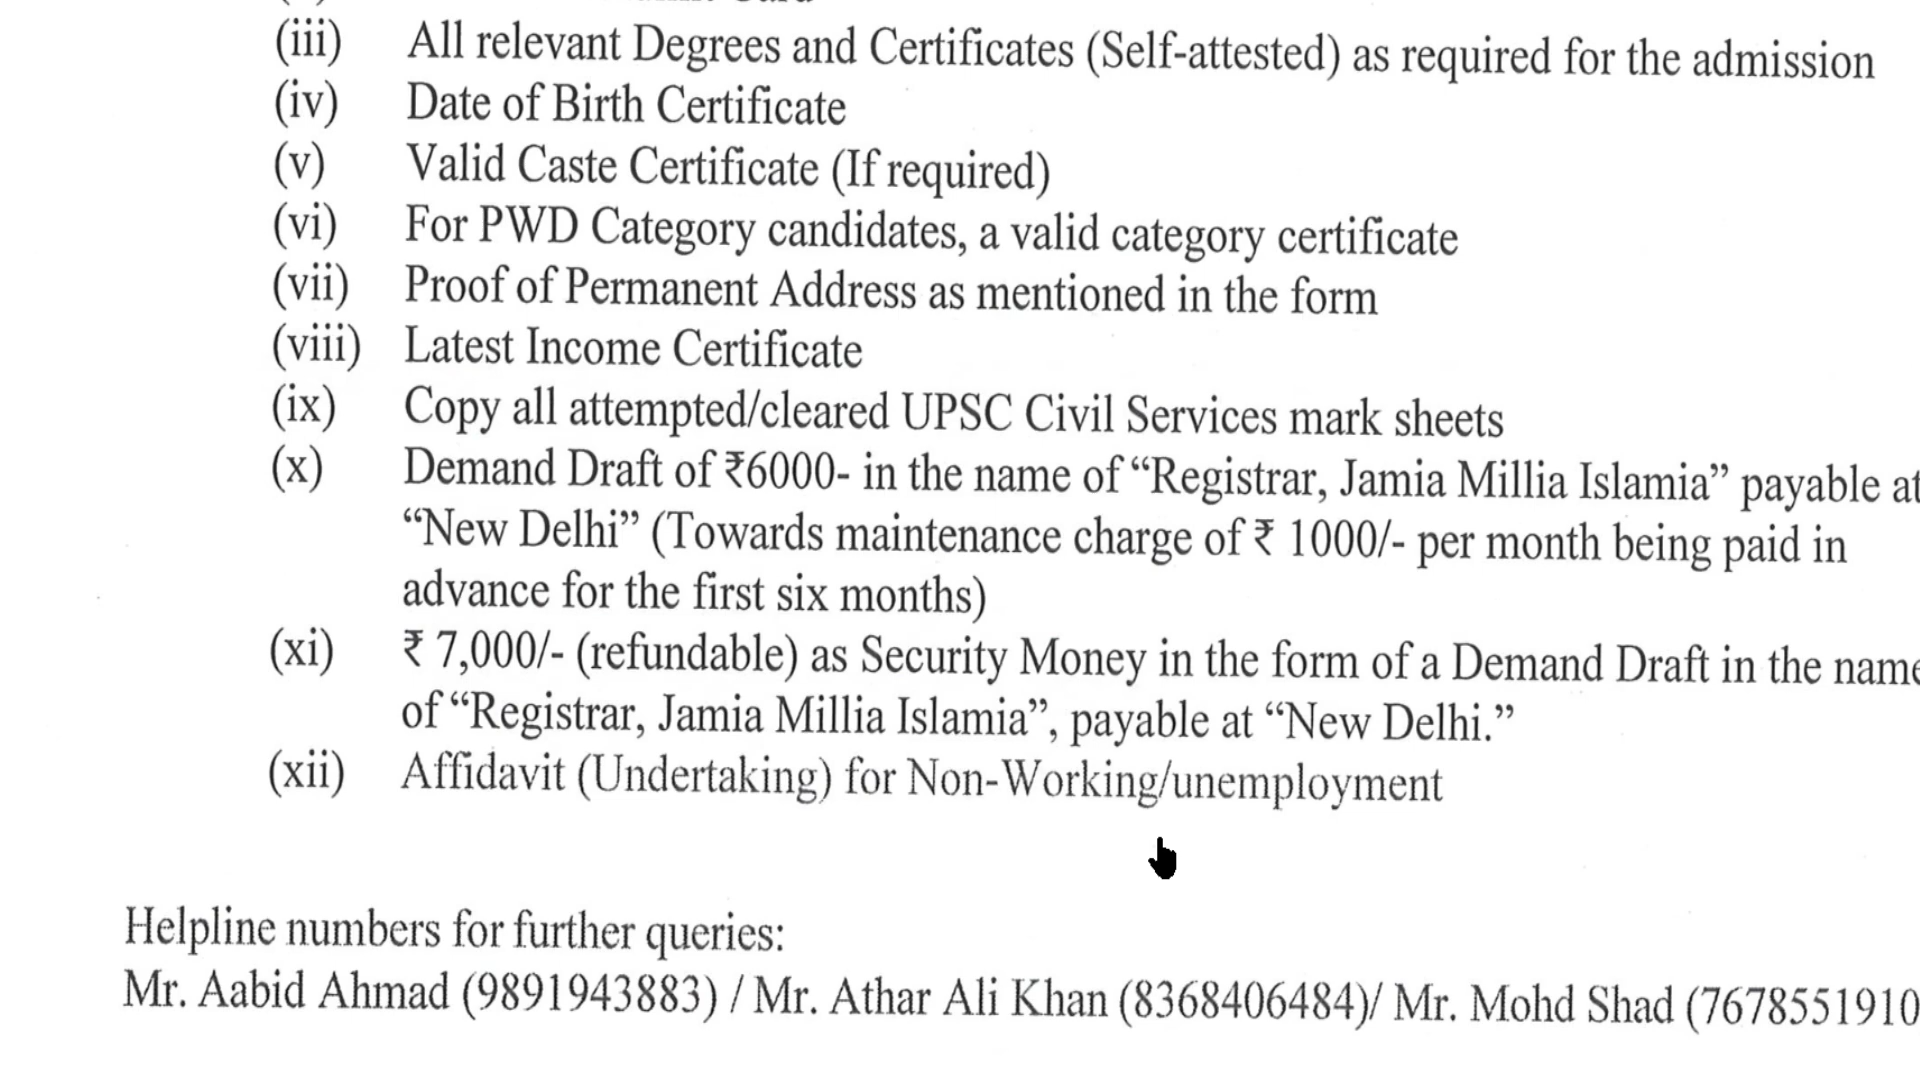 (iii) All relevant Degrees and Certificates (Self-attested) as required for the admission
(iv) Date of Birth Certificate
(v) Valid Caste Certificate (If required)
(vi) For PWD Category candidates, a valid category certificate
(vii) Proof of Permanent Address as mentioned in the form
(viii) Latest Income Certificate
(ix) Copy all attempted/cleared UPSC Civil Services mark sheets
(x) Demand Draft of ₹6000- in the name of “Registrar, Jamia Millia Islamia” payable at
“New Delhi” (Towards maintenance charge of ₹ 1000/- per month being paid in
advance for the first six months)
(xi) ₹ 7,000/- (refundable) as Security Money in the form of a Demand Draft in the name
of “Registrar, Jamia Millia Islamia”, payable at “New Delhi.”
(xii) Affidavit (Undertaking) for Non-Working/unemployment
Helpline numbers for further queries:
Mr. Aabid Ahmad (9891943883) / Mr. Athar Ali Khan (8368406484)/ Mr. Mohd Shad (7678551910